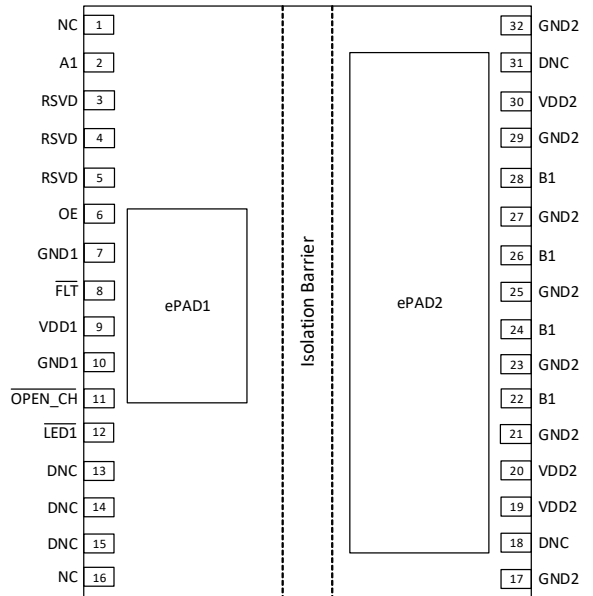 NC 1
A1 2
RSVD 3
RSVD 4
RSVD 5
OE 6
GND1 7
FLT 8
VDD1 9
GND1 10
OPEN_CH 11
LED1 12
DNC 13
DNC 14
DNC 15
NC 16
ePAD1
Isolation Barrier
ePAD2
32 GND2
31 DNC
30 VDD2
29 GND2
28 B1
27 GND2
26 B1
25 GND2
24 B1
23 GND2
22 B1
21 GND2
20 VDD2
19 VDD2
18 DNC
17 GND2